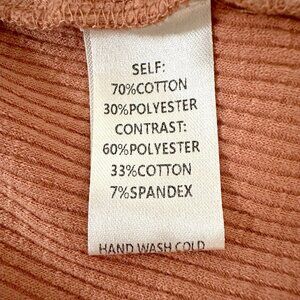 SELF:
70%COTTON
30%POLYESTER
CONTRAST:
60%POLYESTER
33%COTTON
7%SPANDEX
HAND WASH COLD